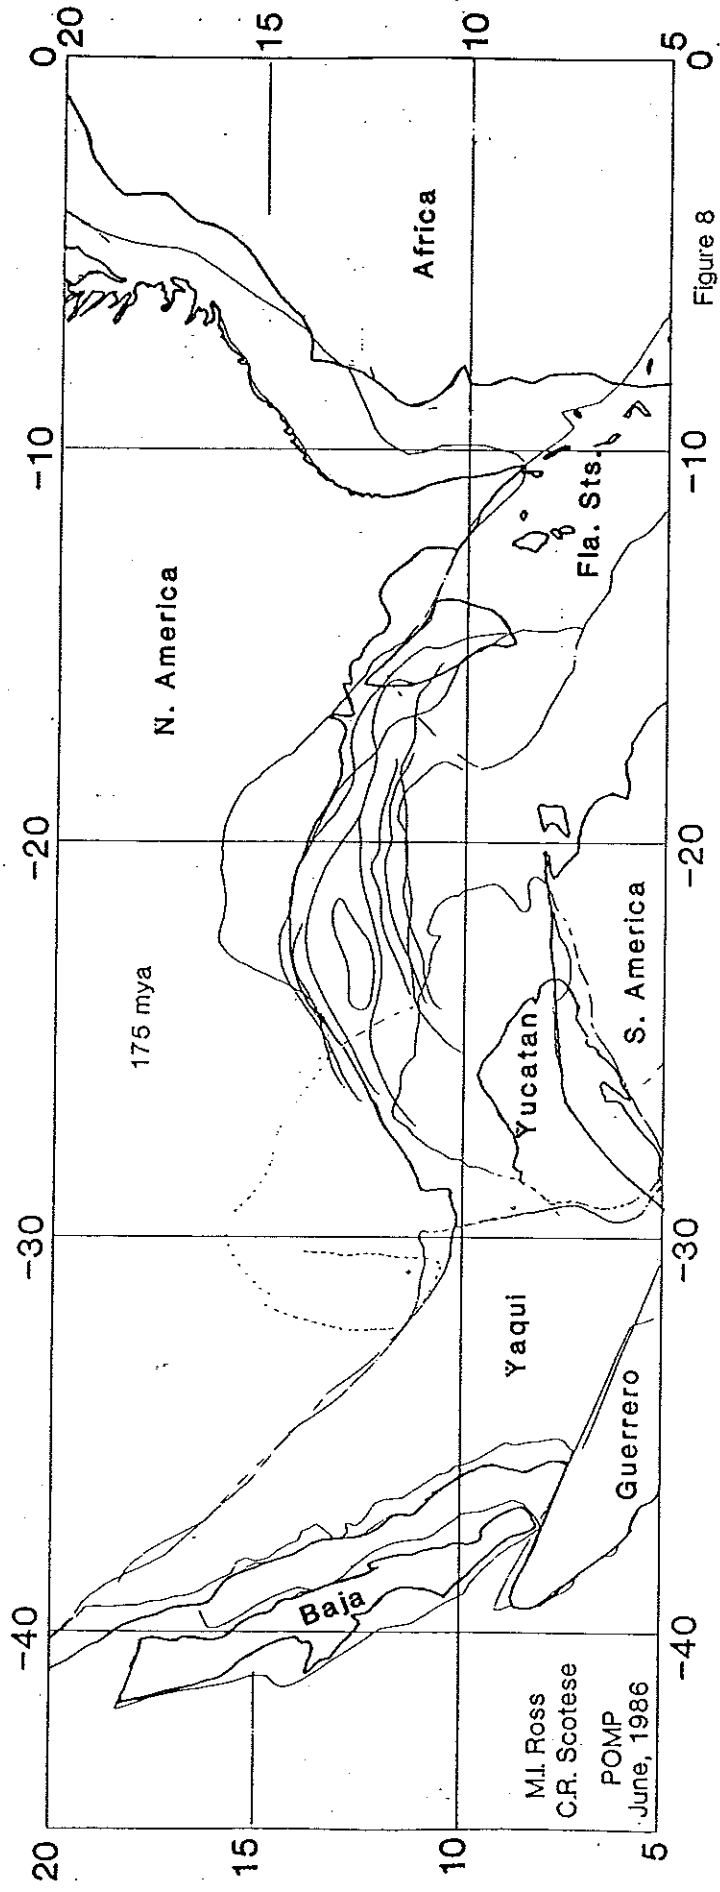 -40
-30
-20
-10
0
20
20
15
15
10
10
5
5
-40
-30
-20
-10
0
175 mya
N. America
Africa
Baja
Yaqui
Yucatan
Fla. Sts.
Guerrero
S. America
M.I. Ross
C.R. Scotese
POMP
June, 1986
Figure 8